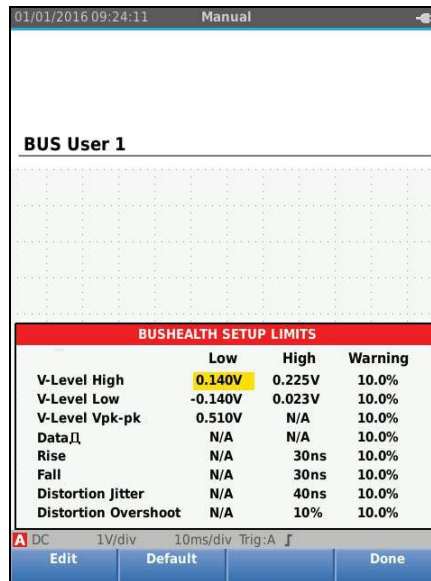 01/01/2016 09:24:11 Manual
BUS User 1
BUSHEALTH SETUP LIMITS
Low High Warning
V-Level High 0.140V 0.225V 10.0%
V-Level Low -0.140V 0.023V 10.0%
V-Level Vpk-pk 0.510V N/A 10.0%
Data N/A N/A 10.0%
Rise N/A 30ns 10.0%
Fall N/A 30ns 10.0%
Distortion Jitter N/A 40ns 10.0%
Distortion Overshoot N/A 10% 10.0%
A DC 1V/div 10ms/div Trig:A
Edit Default Done